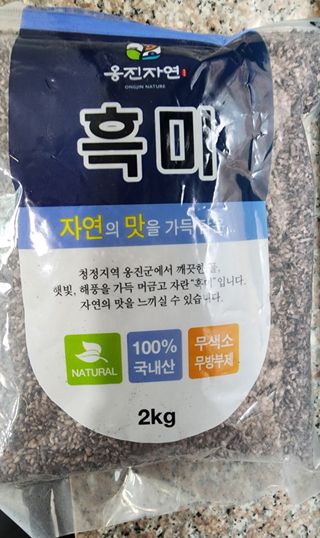 옹진자연
ONGJIN NATURE
흑미
자연의 맛을 가득
청정지역 옹진군에서 깨끗한 물,
햇빛, 해풍을 가득 머금고 자란 "흑미"입니다.
자연의 맛을 느끼실 수 있습니다.
NATURAL
100%
국내산
무색소
무방부제
2kg